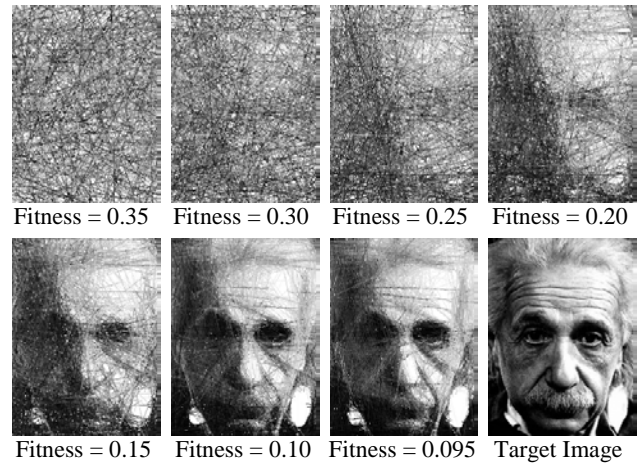 Fitness = 0.35 Fitness = 0.30 Fitness = 0.25 Fitness = 0.20
Fitness = 0.15 Fitness = 0.10 Fitness = 0.095 Target Image